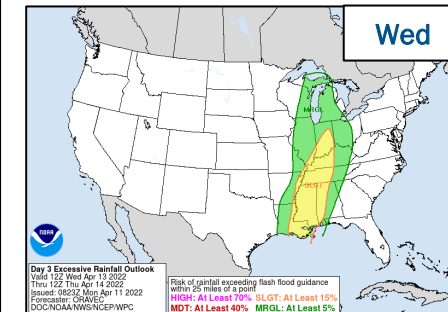 Wed
MRGL
SLGT
NOAA
Day 3 Excessive Rainfall Outlook
Valid 12Z Wed Apr 13 2022
Thru 12Z Thu Apr 14 2022
Issued: 0823Z Mon Apr 11 2022
Forecaster: ORAVEC
DOC/NOAA/NWS/NCEP/WPC
Risk of rainfall exceeding flash flood guidance
within 25 miles of a point
HIGH: At Least 70% SLGT: At Least 15%
MDT: At Least 40% MRGL: At Least 5%